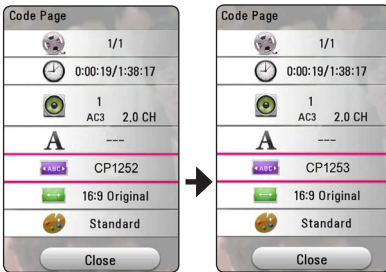 Code Page
1/1
0:00:19/1:38:17
1
AC3 2.0 CH
A ---
ABC CP1252
16:9 Original
Standard
Close
Code Page
1/1
0:00:19/1:38:17
1
AC3 2.0 CH
A ---
ABC CP1253
16:9 Original
Standard
Close